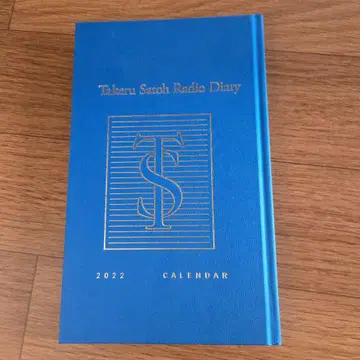 Takeru Satoh Radio Diary
TS
2022 CALENDAR